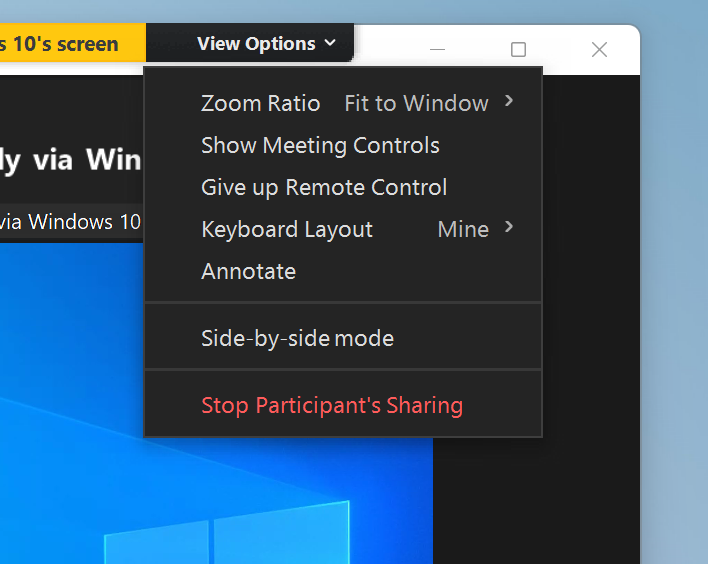 s 10's screen
View Options
Zoom Ratio Fit to Window
Show Meeting Controls
ly via Win
Give up Remote Control
via Windows 10
Keyboard Layout Mine
Annotate
Side-by-side mode
Stop Participant's Sharing